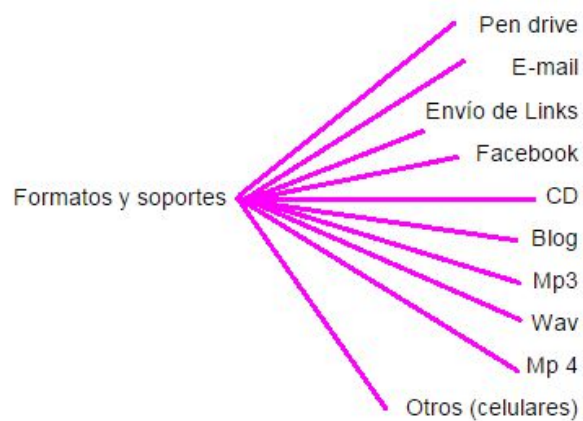 Pen drive
E-mail
Envío de Links
Facebook
Formatos y soportes
CD
Blog
Mp3
Wav
Mp 4
Otros (celulares)